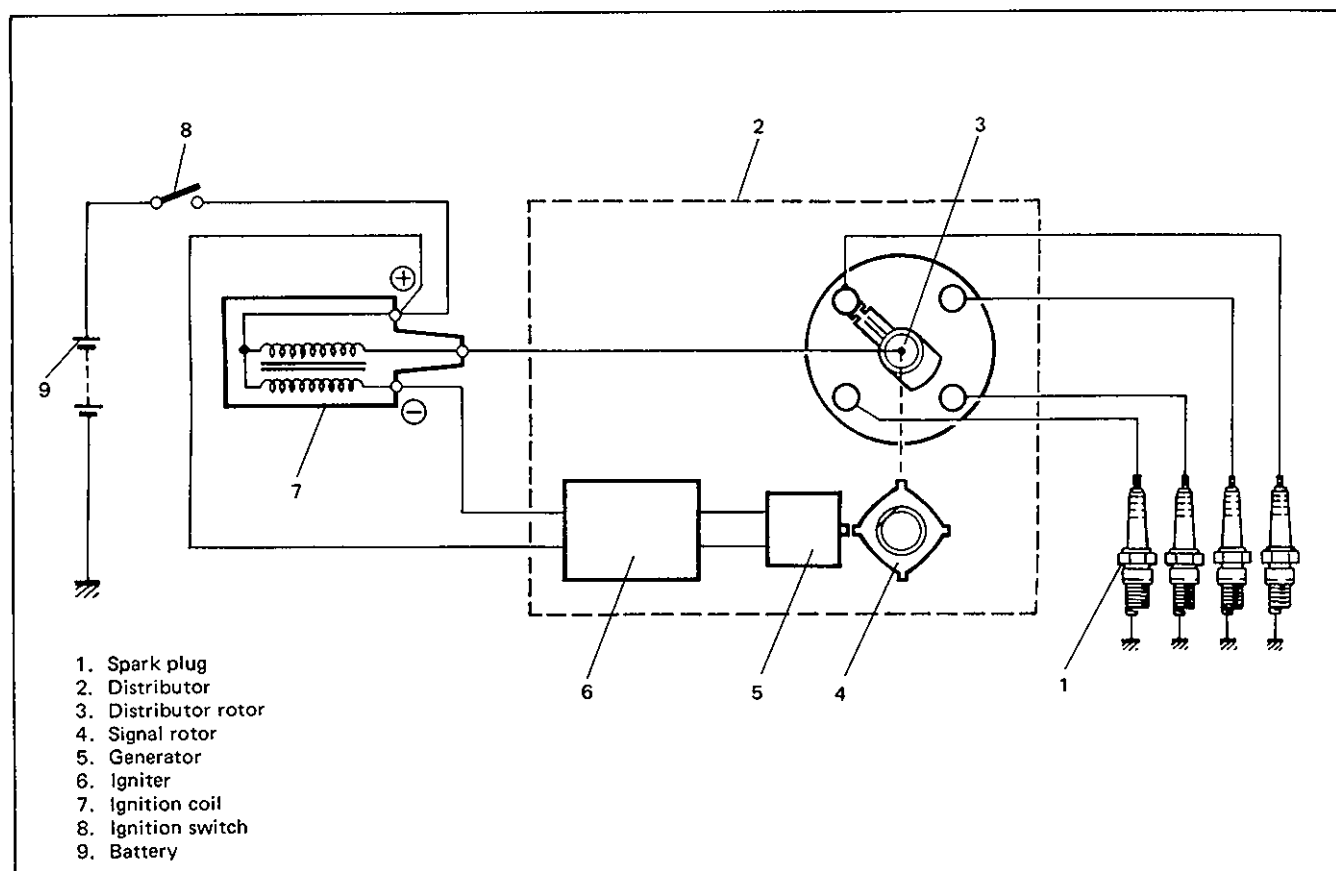 8
2
3
+
9
7
−
6
5
4
1
1. Spark plug
2. Distributor
3. Distributor rotor
4. Signal rotor
5. Generator
6. Igniter
7. Ignition coil
8. Ignition switch
9. Battery